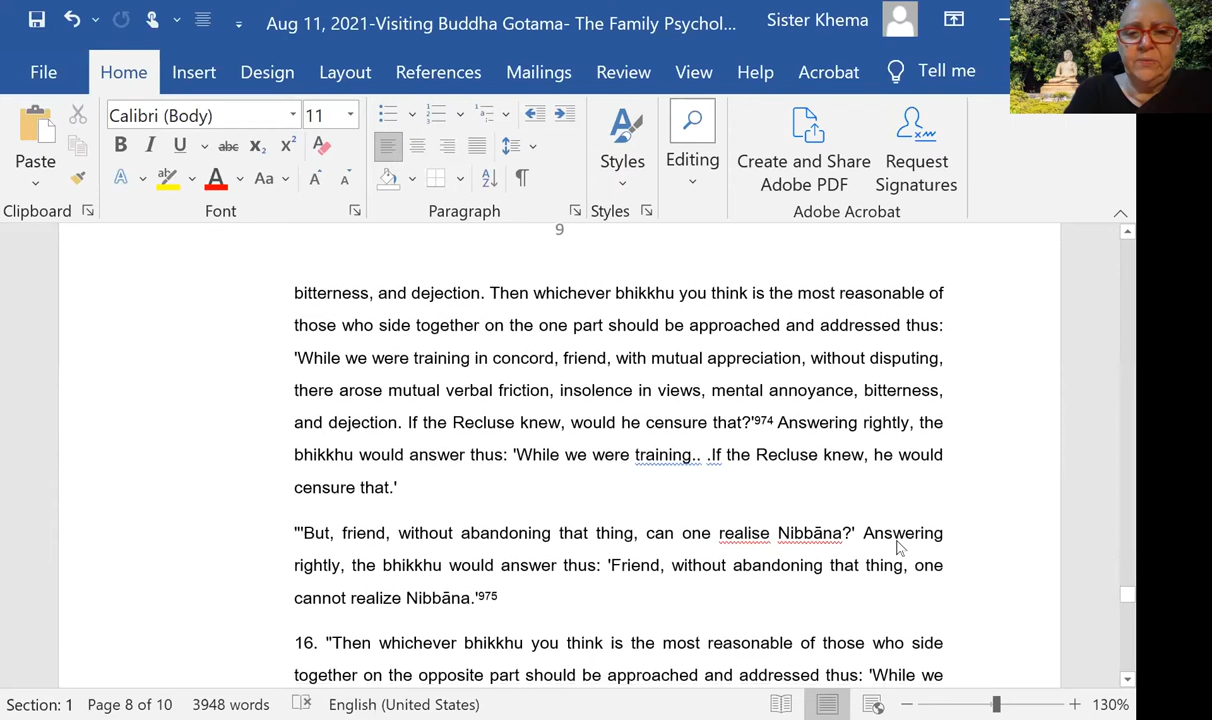 Aug 11, 2021-Visiting Buddha Gotama- The Family Psychol...
Sister Khema
File Home Insert Design Layout References Mailings Review View Help Acrobat Tell me
Calibri (Body) 11
Paste
Styles
Editing
Create and Share Adobe PDF
Request Signatures
Clipboard Font Paragraph Styles Adobe Acrobat
9
bitterness, and dejection. Then whichever bhikkhu you think is the most reasonable of
those who side together on the one part should be approached and addressed thus:
'While we were training in concord, friend, with mutual appreciation, without disputing,
there arose mutual verbal friction, insolence in views, mental annoyance, bitterness,
and dejection. If the Recluse knew, would he censure that?'974 Answering rightly, the
bhikkhu would answer thus: 'While we were training.. .If the Recluse knew, he would
censure that.'
"'But, friend, without abandoning that thing, can one realise Nibbāna?' Answering
rightly, the bhikkhu would answer thus: 'Friend, without abandoning that thing, one
cannot realize Nibbāna.'975
16. "Then whichever bhikkhu you think is the most reasonable of those who side
together on the opposite part should be approached and addressed thus: 'While we
Section: 1 Page 8 of 10 3948 words English (United States) 130%